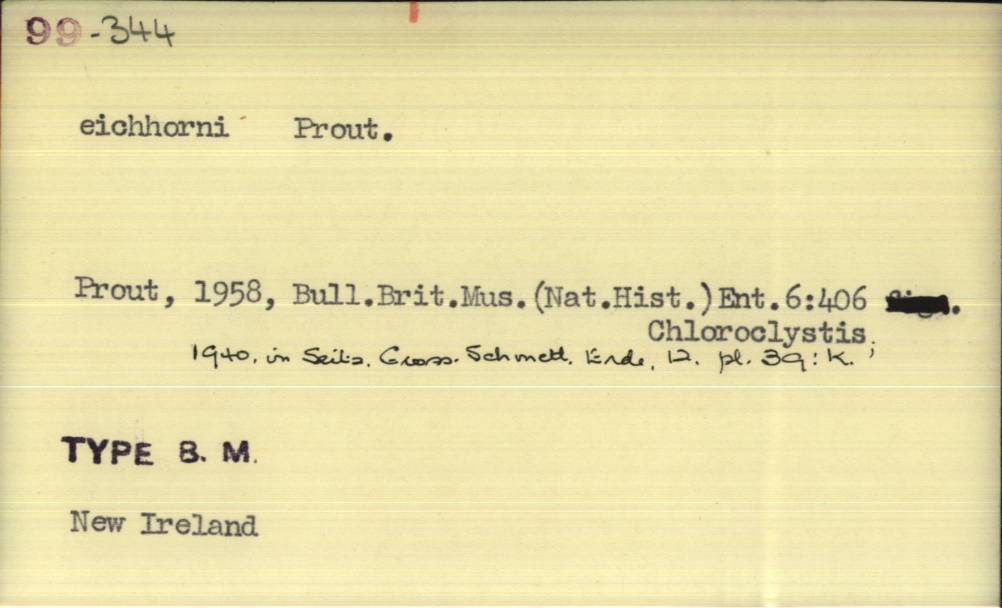 99-344
eichhorni Prout.
Prout, 1958, Bull.Brit.Mus.(Nat.Hist.)Ent.6:406
Chloroclystis.
1940. in Seitz. Gross. Schmett. Erde, 12. pl. 39:k. ;
TYPE B. M.
New Ireland